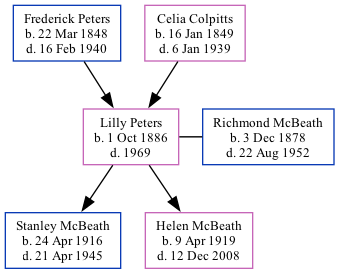 Frederick Peters
b. 22 Mar 1848
d. 16 Feb 1940
Celia Colpitts
b. 16 Jan 1849
d. 6 Jan 1939
Lilly Peters
b. 1 Oct 1886
d. 1969
Richmond McBeath
b. 3 Dec 1878
d. 22 Aug 1952
Stanley McBeath
b. 24 Apr 1916
d. 21 Apr 1945
Helen McBeath
b. 9 Apr 1919
d. 12 Dec 2008